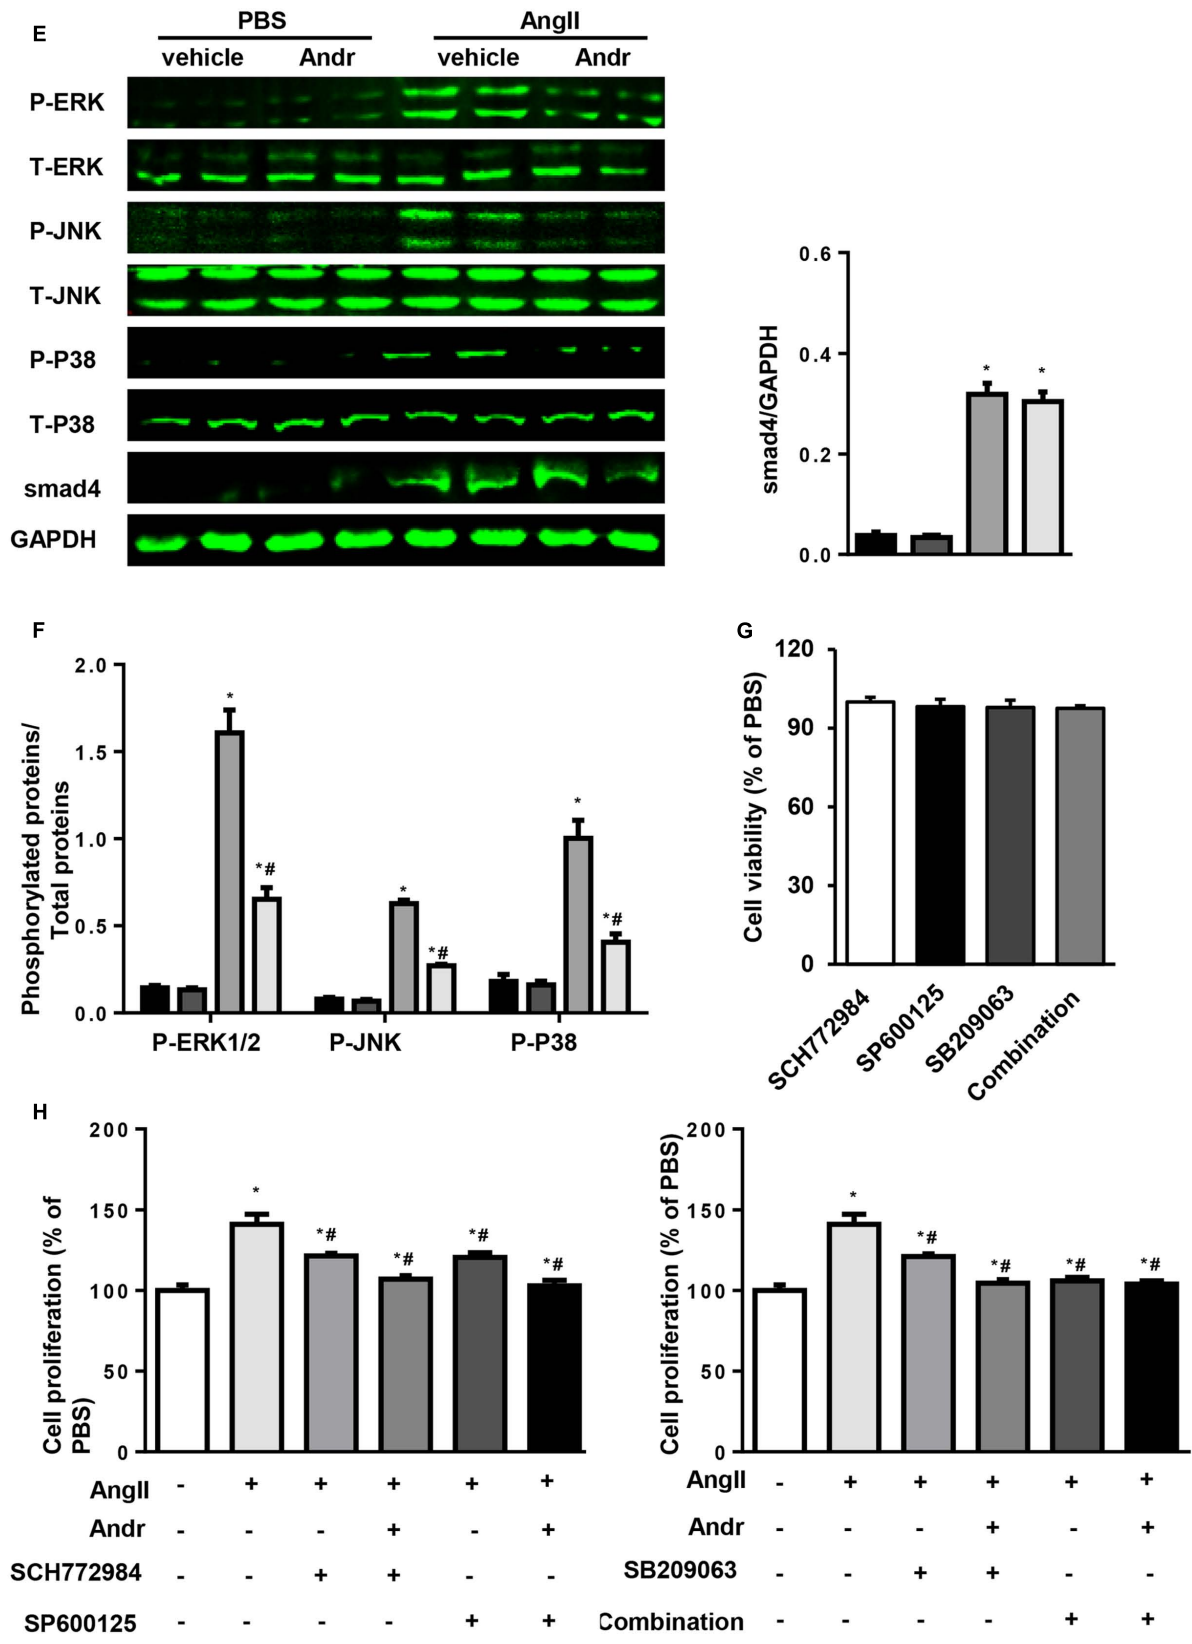 E
PBS AngII
vehicle Andr vehicle Andr
P-ERK
T-ERK
P-JNK
T-JNK
P-P38
T-P38
smad4
GAPDH
smad4/GAPDH
0.6
0.4
0.2
0.0
* *
F
Phosphorylated proteins/
Total proteins
2.0
1.5
1.0
0.5
0.0
* *# * *# * *#
P-ERK1/2 P-JNK P-P38
G
Cell viability (% of PBS)
120
90
60
30
0
SCH772984
SP600125
SB209063
Combination
H
Cell proliferation (% of
PBS)
200
150
100
50
0
* *# *# *# *#
AngII - + + + + +
Andr - - - + - +
SCH772984 - - + + - -
SP600125 - - - - + +
Cell proliferation (% of PBS)
200
150
100
50
0
* *# *# *# *#
AngII - + + + + +
Andr - - - + - +
SB209063 - - + + - -
Combination - - - - + +